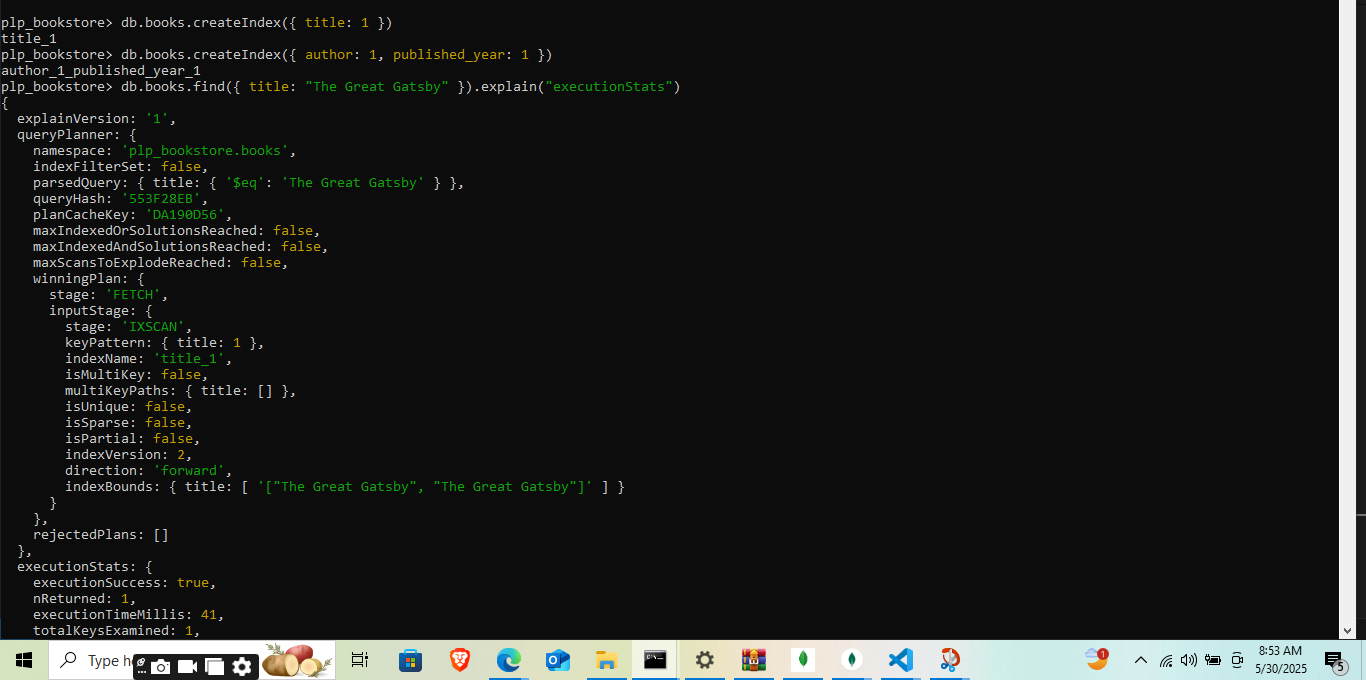 plp_bookstore> db.books.createIndex({ title: 1 })
title_1
plp_bookstore> db.books.createIndex({ author: 1, published_year: 1 })
author_1_published_year_1
plp_bookstore> db.books.find({ title: "The Great Gatsby" }).explain("executionStats")
{
  explainVersion: '1',
  queryPlanner: {
    namespace: 'plp_bookstore.books',
    indexFilterSet: false,
    parsedQuery: { title: { '$eq': 'The Great Gatsby' } },
    queryHash: '553F28EB',
    planCacheKey: 'DA190D56',
    maxIndexedOrSolutionsReached: false,
    maxIndexedAndSolutionsReached: false,
    maxScansToExplodeReached: false,
    winningPlan: {
      stage: 'FETCH',
      inputStage: {
        stage: 'IXSCAN',
        keyPattern: { title: 1 },
        indexName: 'title_1',
        isMultiKey: false,
        multiKeyPaths: { title: [] },
        isUnique: false,
        isSparse: false,
        isPartial: false,
        indexVersion: 2,
        direction: 'forward',
        indexBounds: { title: [ '["The Great Gatsby", "The Great Gatsby"]' ] }
      }
    },
    rejectedPlans: []
  },
  executionStats: {
    executionSuccess: true,
    nReturned: 1,
    executionTimeMillis: 41,
    totalKeysExamined: 1,
Type h
1
8:53 AM
5/30/2025
5